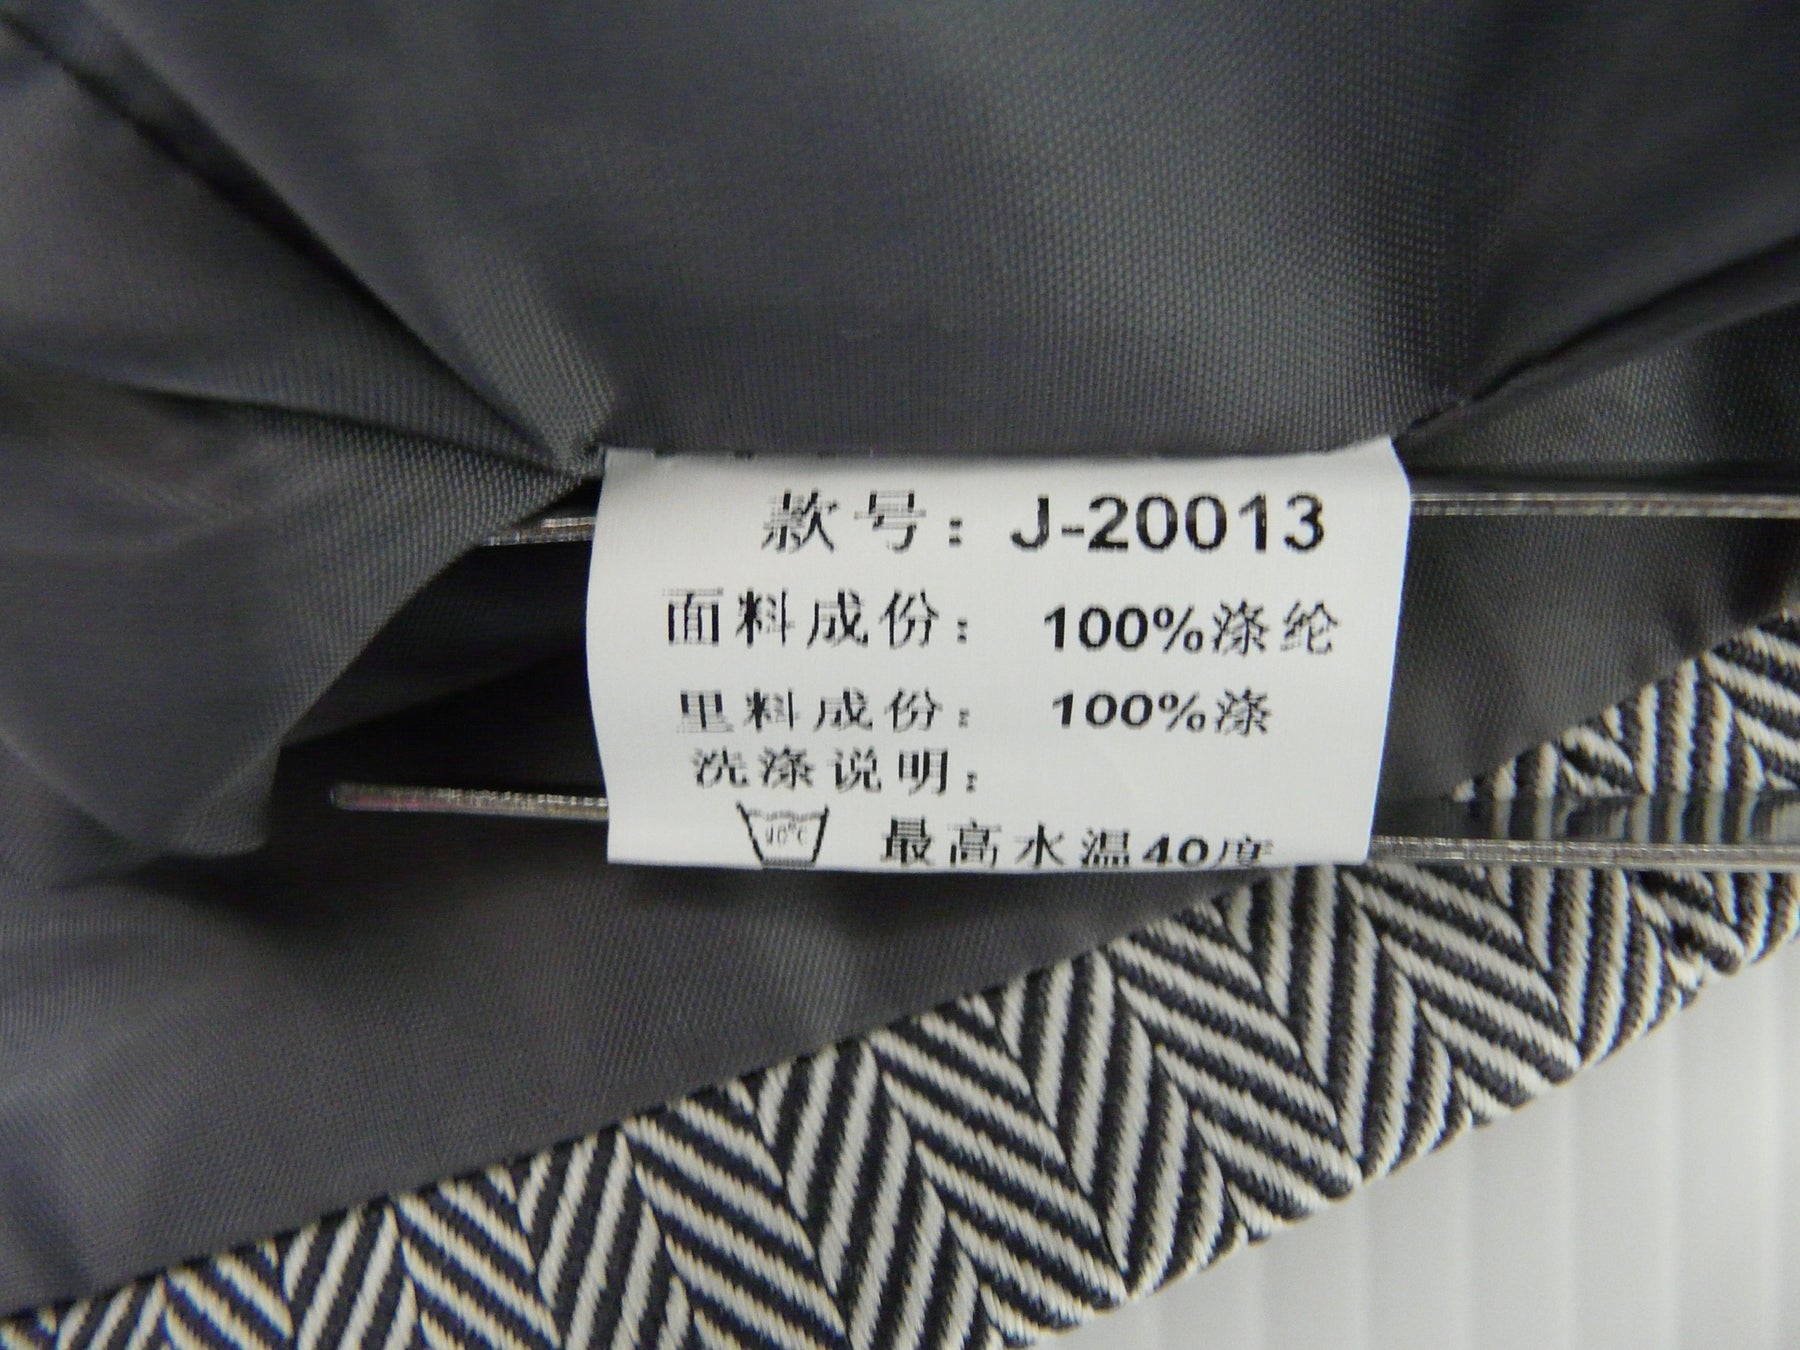 款号: J-20013
面料成份: 100%涤纶
里料成份: 100%涤
洗涤说明:
40°C 最高水温40度